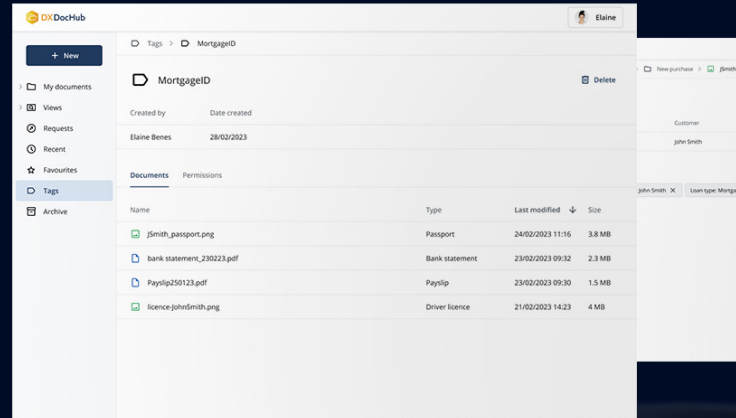 DXDocHub
Elaine
+ New
My documents
Views
Requests
Recent
Favourites
Tags
Archive
Tags > MortgageID
MortgageID
Delete
Created by Date created
Elaine Benes 28/02/2023
Documents Permissions
Name Type Last modified ↓ Size
JSmith_passport.png Passport 24/02/2023 11:16 3.8 MB
bank statement_230223.pdf Bank statement 23/02/2023 09:32 2.3 MB
Payslip250123.pdf Payslip 23/02/2023 09:30 1.5 MB
licence-JohnSmith.png Driver licence 21/02/2023 14:23 4 MB
New purchase > JSmith
Customer
John Smith
John Smith X Loan type: Mortga